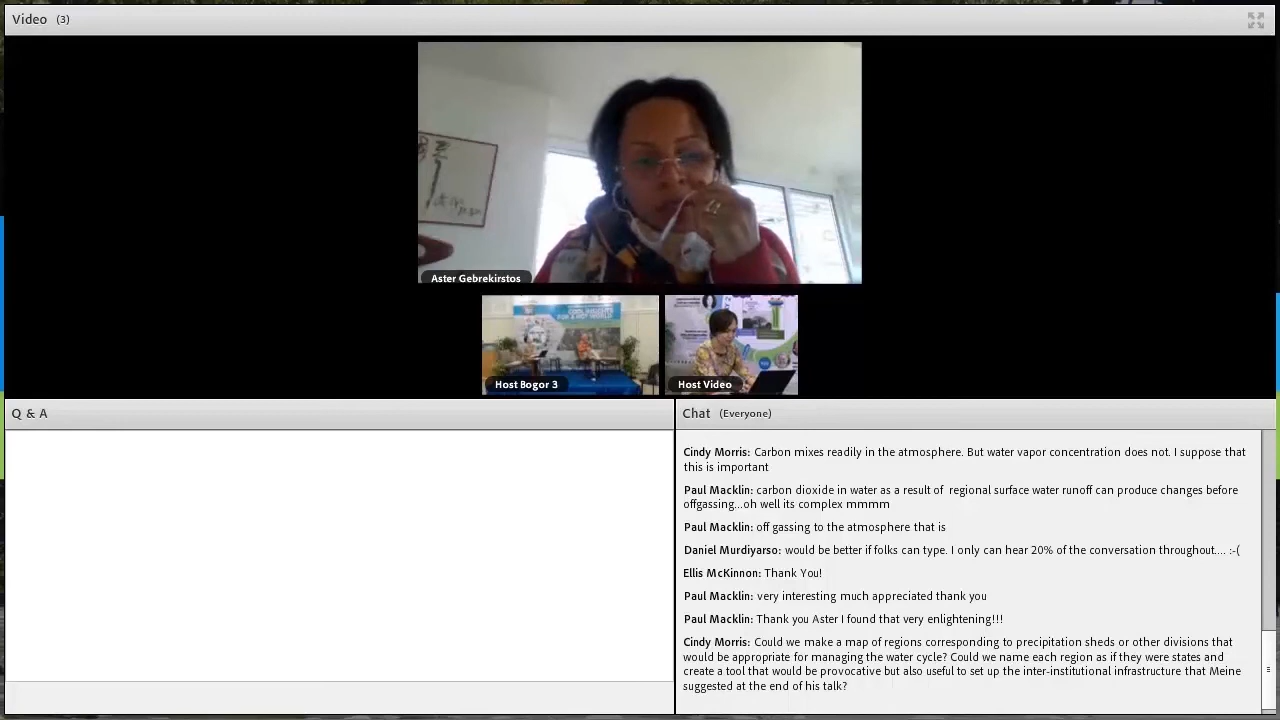 Video (3)
Aster Gebrekirstos
COOL INSIGHTS
FOR A HOT WORLD
Host Bogor 3
Host Video
Q & A
Chat (Everyone)
Cindy Morris: Carbon mixes readily in the atmosphere. But water vapor concentration does not. I suppose that
this is important
Paul Macklin: carbon dioxide in water as a result of regional surface water runoff can produce changes before
offgassing...oh well its complex mmmm
Paul Macklin: off gassing to the atmosphere that is
Daniel Murdiyarso: would be better if folks can type. I only can hear 20% of the conversation throughout.... :-(
Ellis McKinnon: Thank You!
Paul Macklin: very interesting much appreciated thank you
Paul Macklin: Thank you Aster I found that very enlightening!!!
Cindy Morris: Could we make a map of regions corresponding to precipitation sheds or other divisions that
would be appropriate for managing the water cycle? Could we name each region as if they were states and
create a tool that would be provocative but also useful to set up the inter-institutional infrastructure that Meine
suggested at the end of his talk?